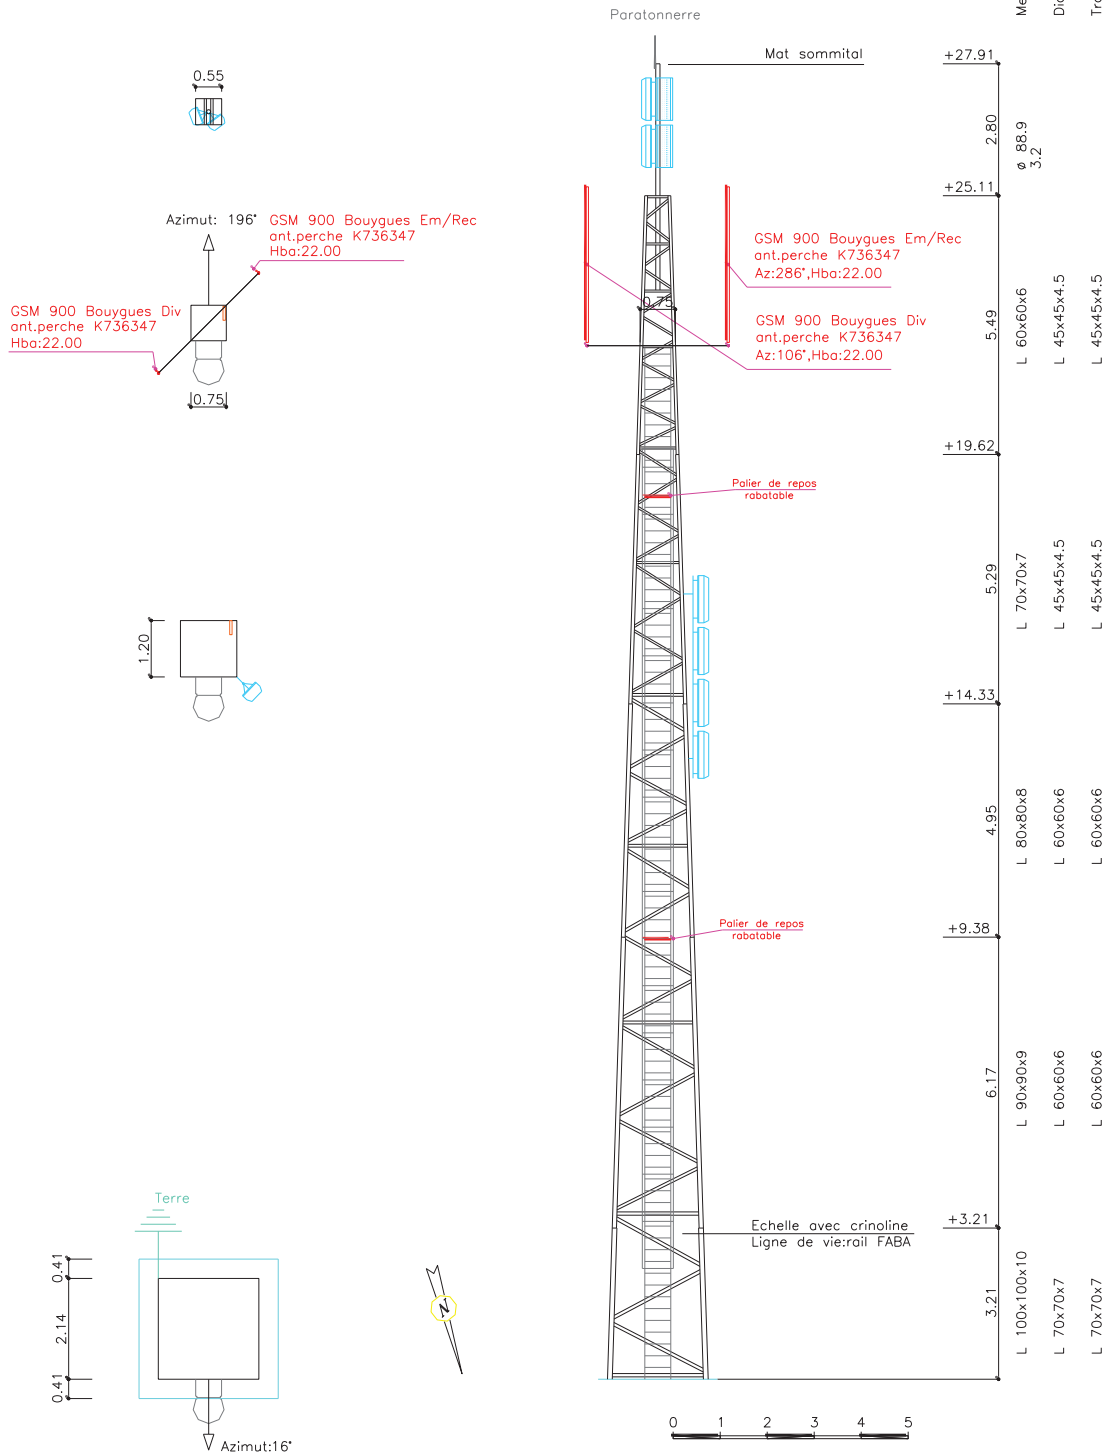 Paratonnerre
Mat sommital
+27.91
0.55
2.80
ø 88.9
3.2
+25.11
Azimut: 196°
GSM 900 Bouygues Em/Rec
ant.perche K736347
Hba:22.00
GSM 900 Bouygues Div
ant.perche K736347
Hba:22.00
0.75
GSM 900 Bouygues Em/Rec
ant.perche K736347
Az:286°,Hba:22.00
0.75
GSM 900 Bouygues Div
ant.perche K736347
Az:106°,Hba:22.00
5.49
L 60x60x6
L 45x45x4.5
L 45x45x4.5
+19.62
Palier de repos
rabatable
5.29
L 70x70x7
L 45x45x4.5
L 45x45x4.5
1.20
+14.33
4.95
L 80x80x8
L 60x60x6
L 60x60x6
Palier de repos
rabatable
+9.38
6.17
L 90x90x9
L 60x60x6
L 60x60x6
Terre
Echelle avec crinoline
Ligne de vie:rail FABA
+3.21
0.41
2.14
0.41
N
3.21
L 100x100x10
L 70x70x7
L 70x70x7
Azimut:16°
0 1 2 3 4 5